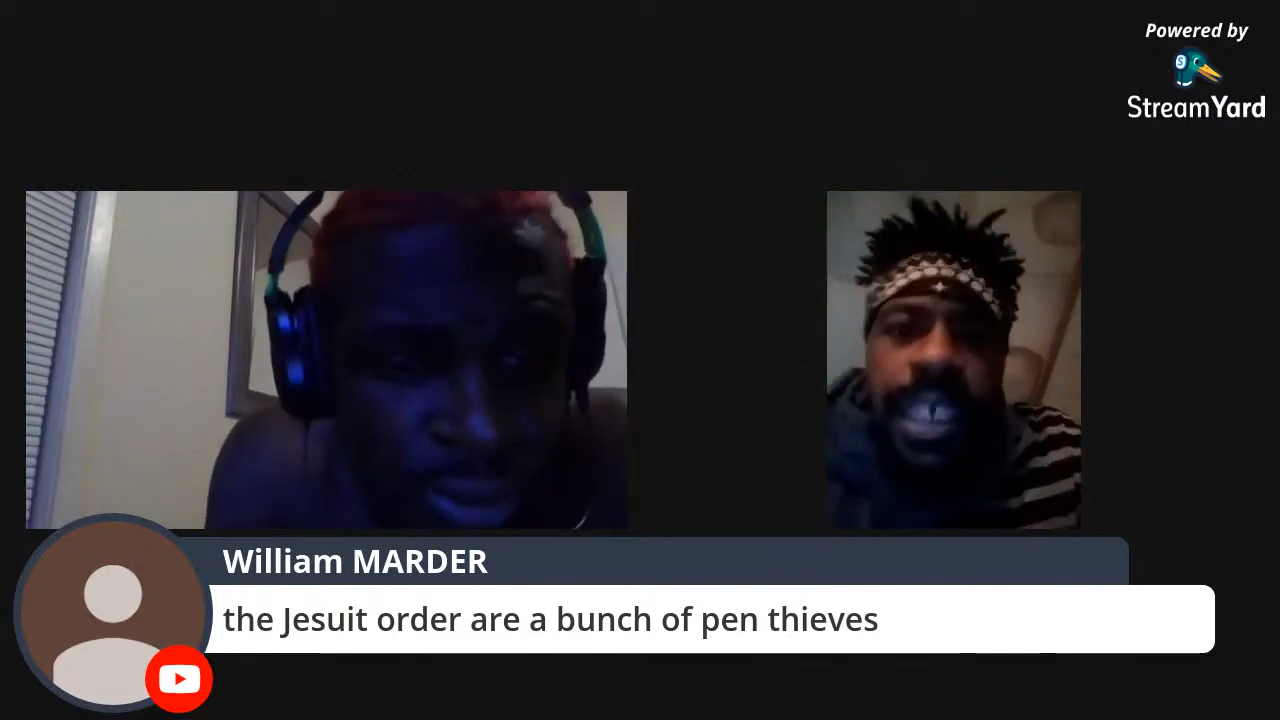 Powered by
StreamYard
William MARDER
the Jesuit order are a bunch of pen thieves